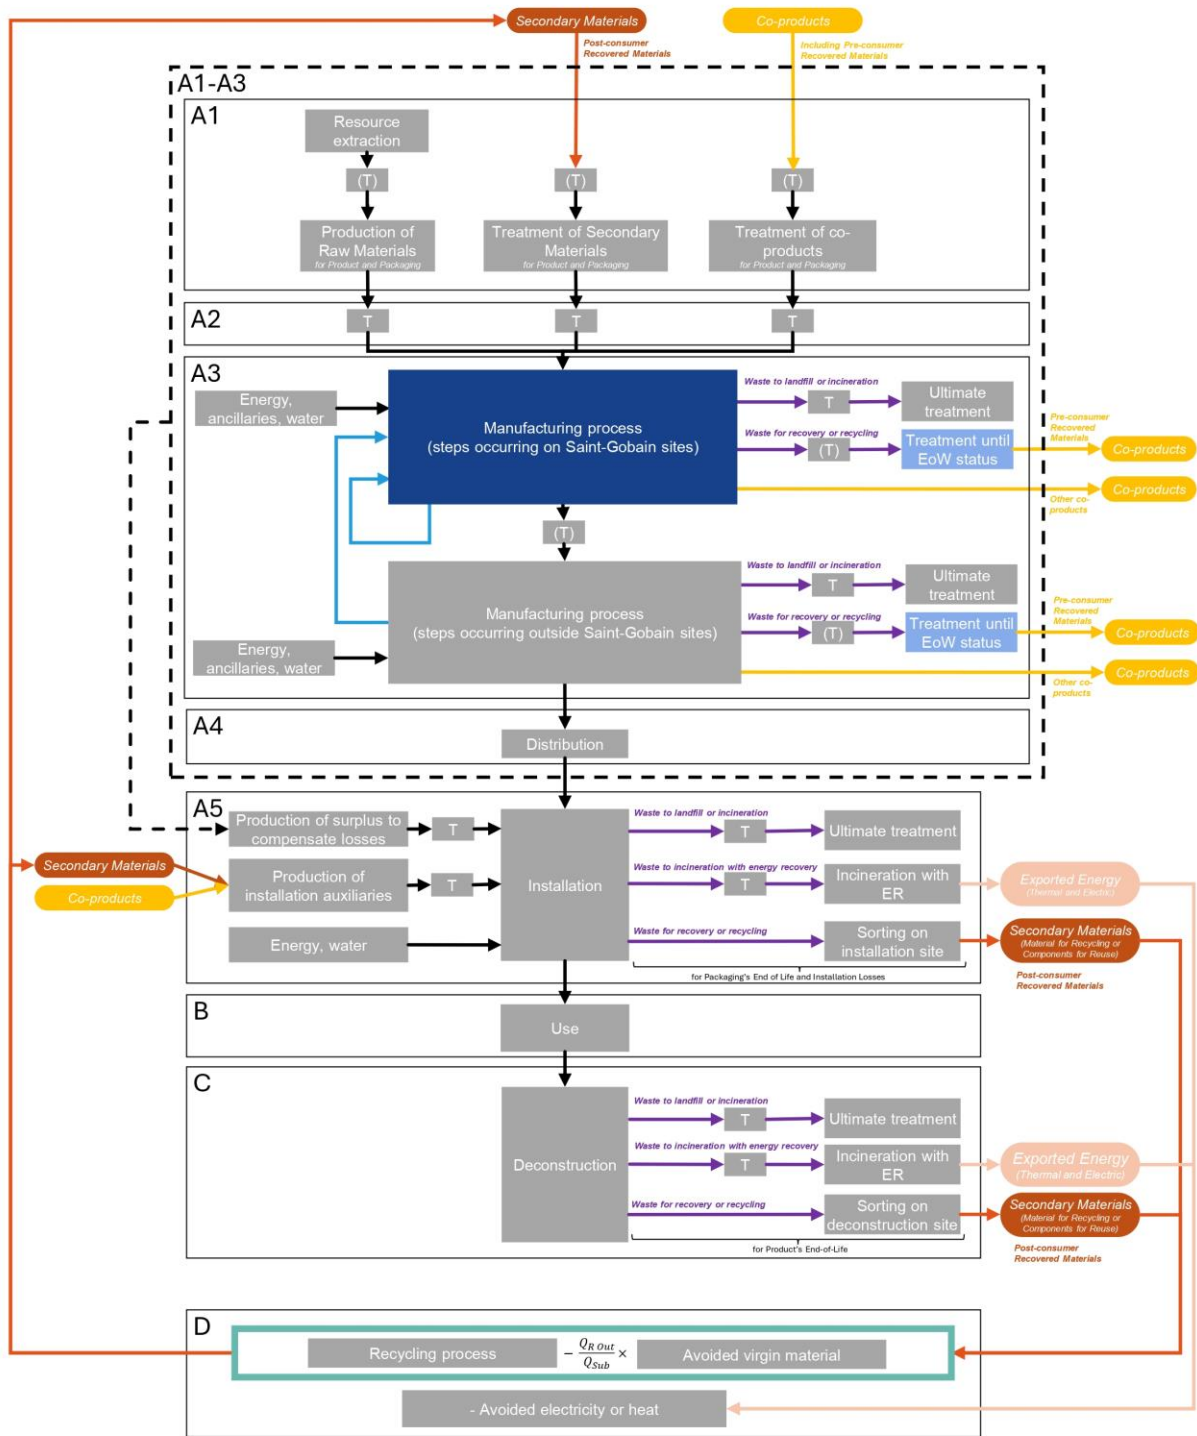 Secondary Materials
Co-products
Post-consumer
Recovered Materials
Including Pre-consumer
Recovered Materials
A1-A3
A1
Resource
extraction
(T)
(T)
(T)
Production of
Raw Materials
for Product and Packaging
Treatment of Secondary
Materials
for Product and Packaging
Treatment of co-
products
for Product and Packaging
A2
T
T
T
A3
Energy,
ancillaries, water
Manufacturing process
(steps occurring on Saint-Gobain sites)
Waste to landfill or incineration
T
Ultimate
treatment
Waste for recovery or recycling
(T)
Treatment until
EoW status
Pre-consumer
Recovered
Materials
Co-products
Other co-
products
Co-products
(T)
Manufacturing process
(steps occurring outside Saint-Gobain sites)
Energy,
ancillaries, water
Waste to landfill or incineration
T
Ultimate
treatment
Waste for recovery or recycling
(T)
Treatment until
EoW status
Pre-consumer
Recovered
Materials
Co-products
Other co-
products
Co-products
A4
Distribution
A5
Production of surplus to
compensate losses
T
Secondary Materials
Co-products
Production of
installation auxiliaries
T
Energy, water
Installation
Waste to landfill or incineration
T
Ultimate treatment
Waste to incineration with energy recovery
T
Incineration with
ER
Exported Energy
(Thermal and Electric)
Waste for recovery or recycling
Sorting on
installation site
Secondary Materials
(Material for Recycling or
Components for Reuse)
Post-consumer
Recovered Materials
for Packaging's End of Life and Installation Losses
B
Use
C
Deconstruction
Waste to landfill or incineration
T
Ultimate treatment
Waste to incineration with energy recovery
T
Incineration with
ER
Exported Energy
(Thermal and Electric)
Waste for recovery or recycling
Sorting on
deconstruction site
Secondary Materials
(Material for Recycling or
Components for Reuse)
Post-consumer
Recovered Materials
for Product's End-of-Life
D
Recycling process
− Q_{R Out}/Q_{Sub} ×
Avoided virgin material
- Avoided electricity or heat